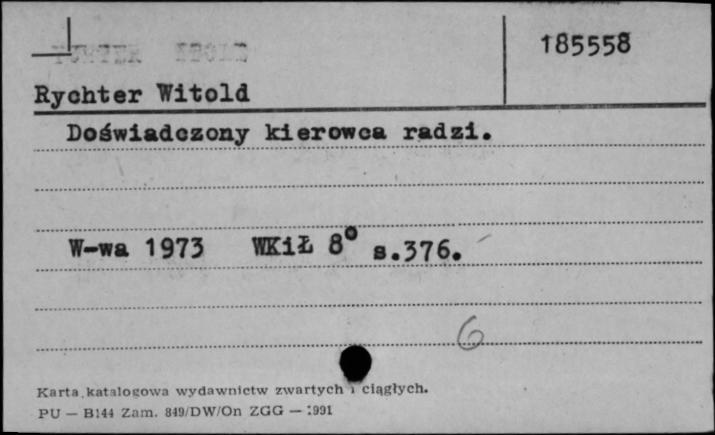 185558
Rychter Witold
Doświadczony kierowca radzi.
W-wa 1973 WKiŁ 8° s.376.
6
Karta katalogowa wydawnictw zwartych i ciągłych.
PU — B144 Zam. 849/DW/On ZGG — 1991